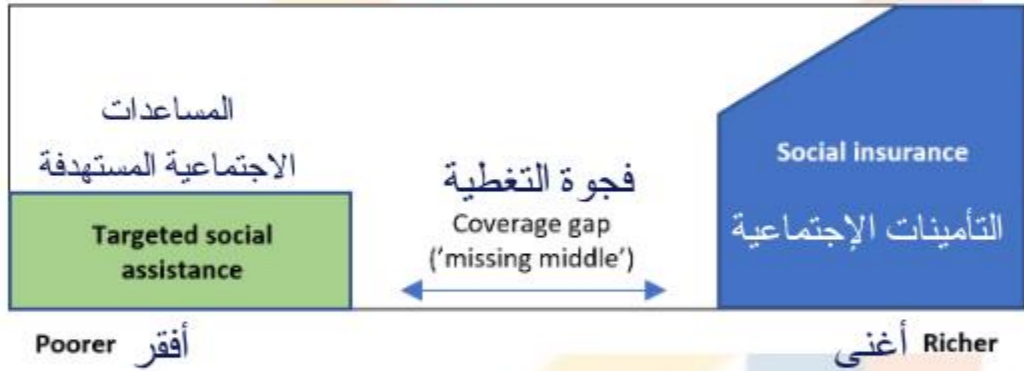 المساعدات
الاجتماعية المستهدفة
Targeted social
assistance
فجوة التغطية
Coverage gap
('missing middle')
Social insurance
التأمينات الإجتماعية
Poorer أفقر
أغنى Richer